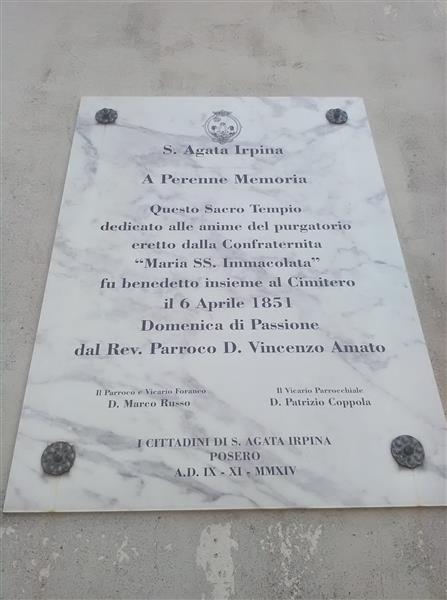 S. Agata Irpina
A Perenne Memoria
Questo Sacro Tempio
dedicato alle anime del purgatorio
eretto dalla Confraternita
"Maria SS. Immacolata"
fu benedetto insieme al Cimitero
il 6 Aprile 1851
Domenica di Passione
dal Rev. Parroco D. Vincenzo Amato
Il Parroco e Vicario Foraneo Il Vicario Parrocchiale
D. Marco Russo D. Patrizio Coppola
I CITTADINI DI S. AGATA IRPINA
POSERO
A.D. IX - XI - MMXIV